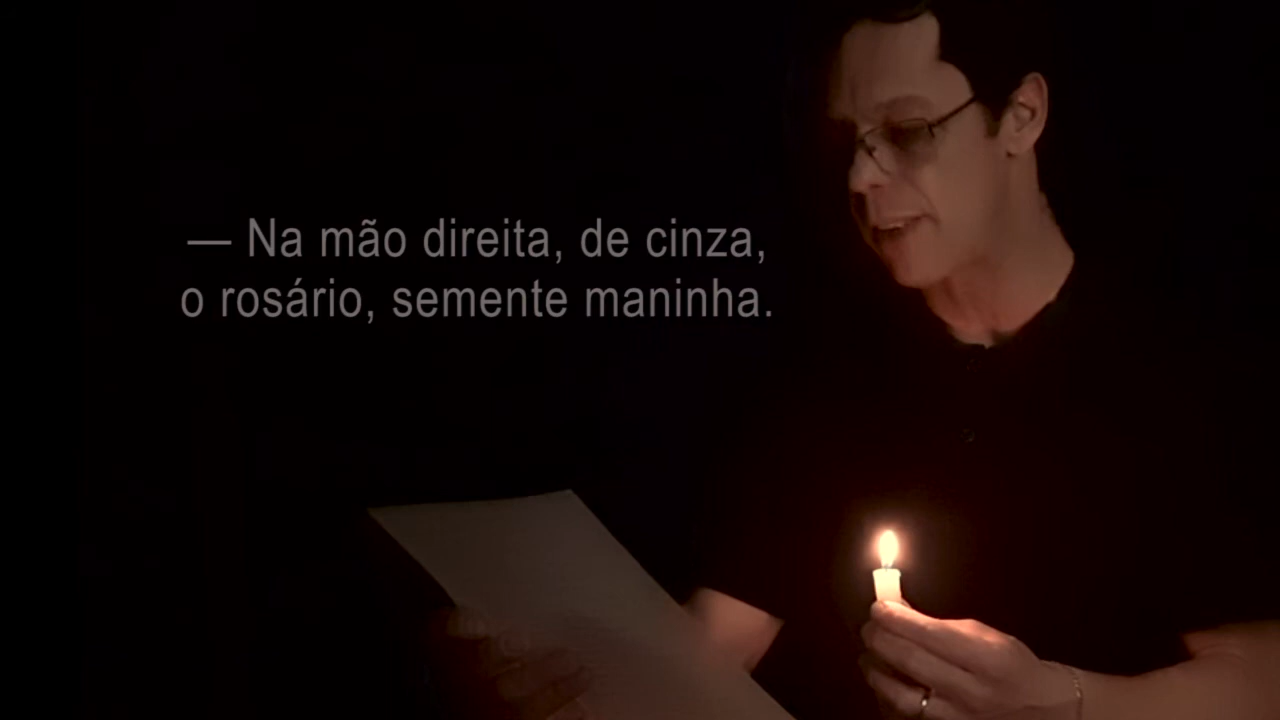 — Na mão direita, de cinza,
o rosário, semente maninha.